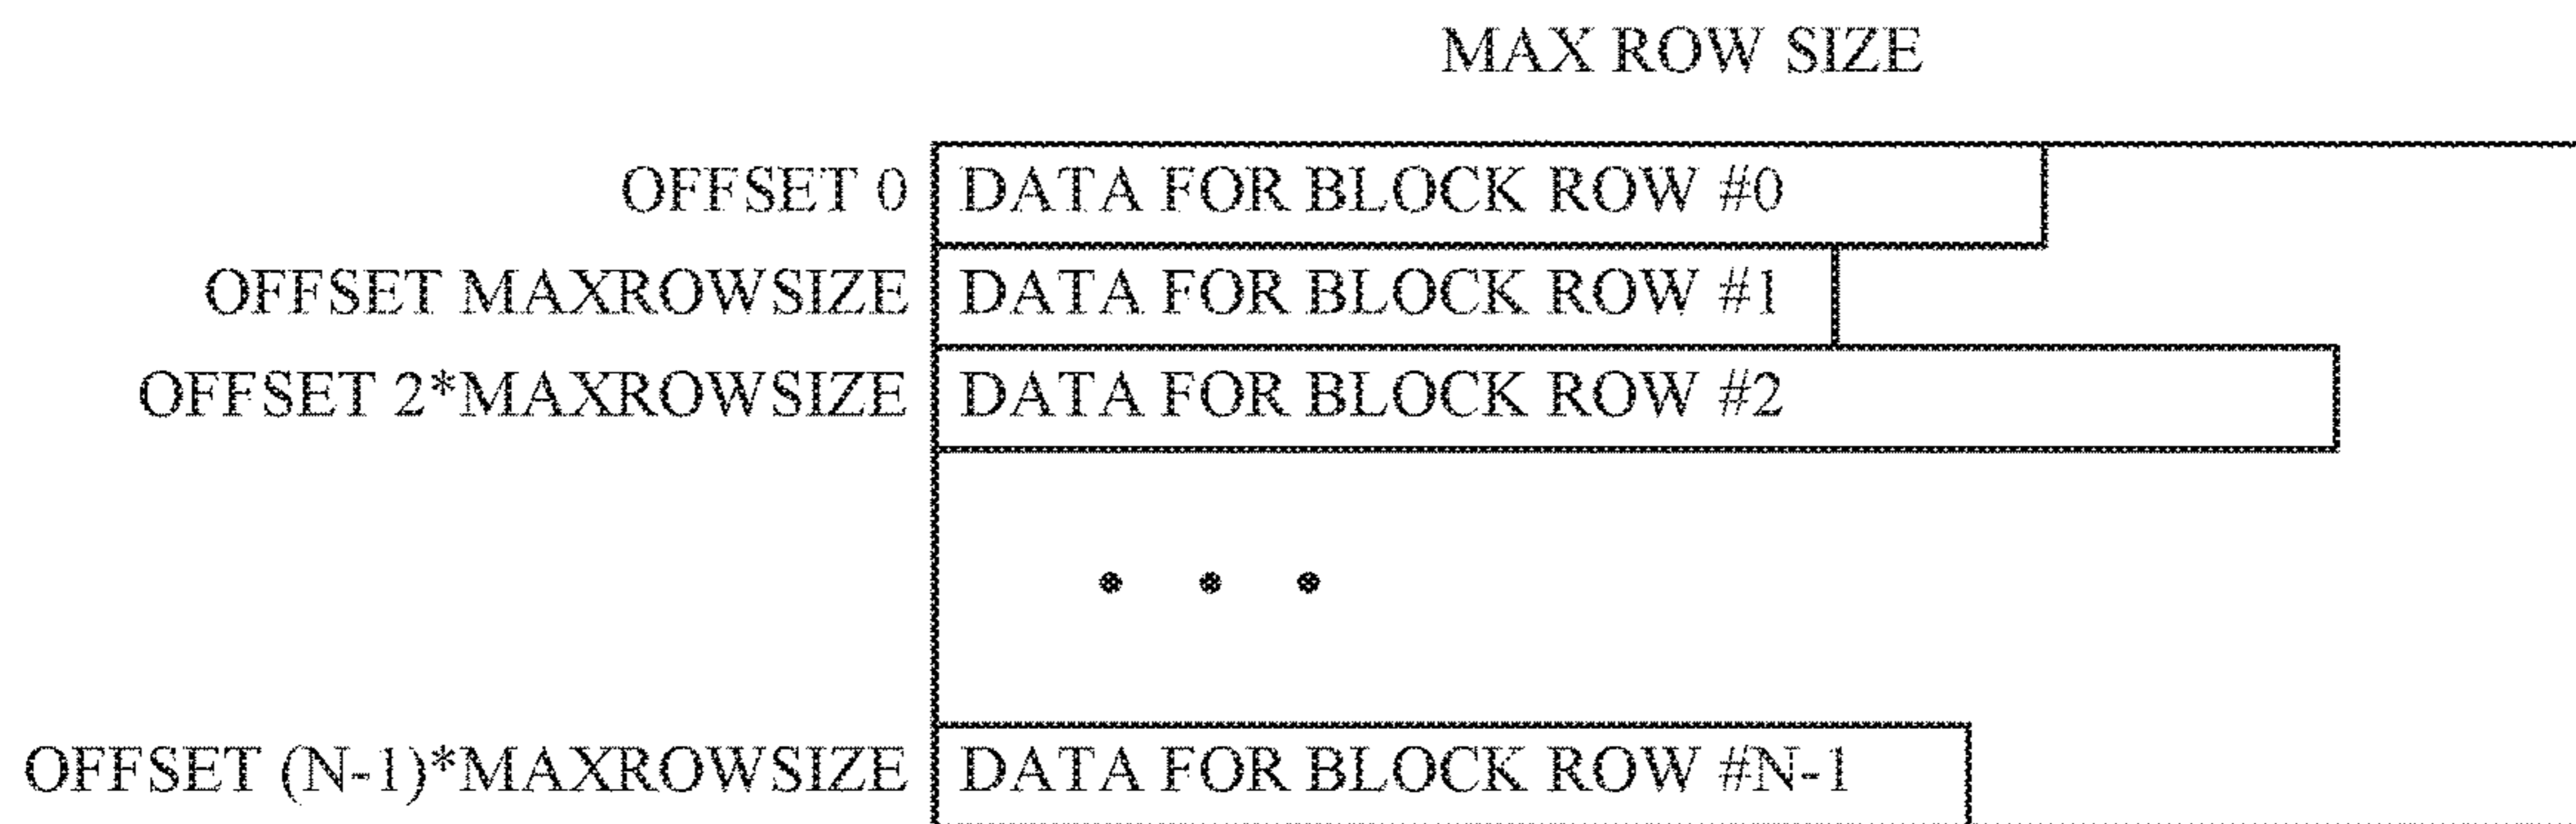 MAX ROW SIZE
OFFSET 0 DATA FOR BLOCK ROW #0
OFFSET MAXROWSIZE DATA FOR BLOCK ROW #1
OFFSET 2*MAXROWSIZE DATA FOR BLOCK ROW #2
OFFSET (N-1)*MAXROWSIZE DATA FOR BLOCK ROW #N-1